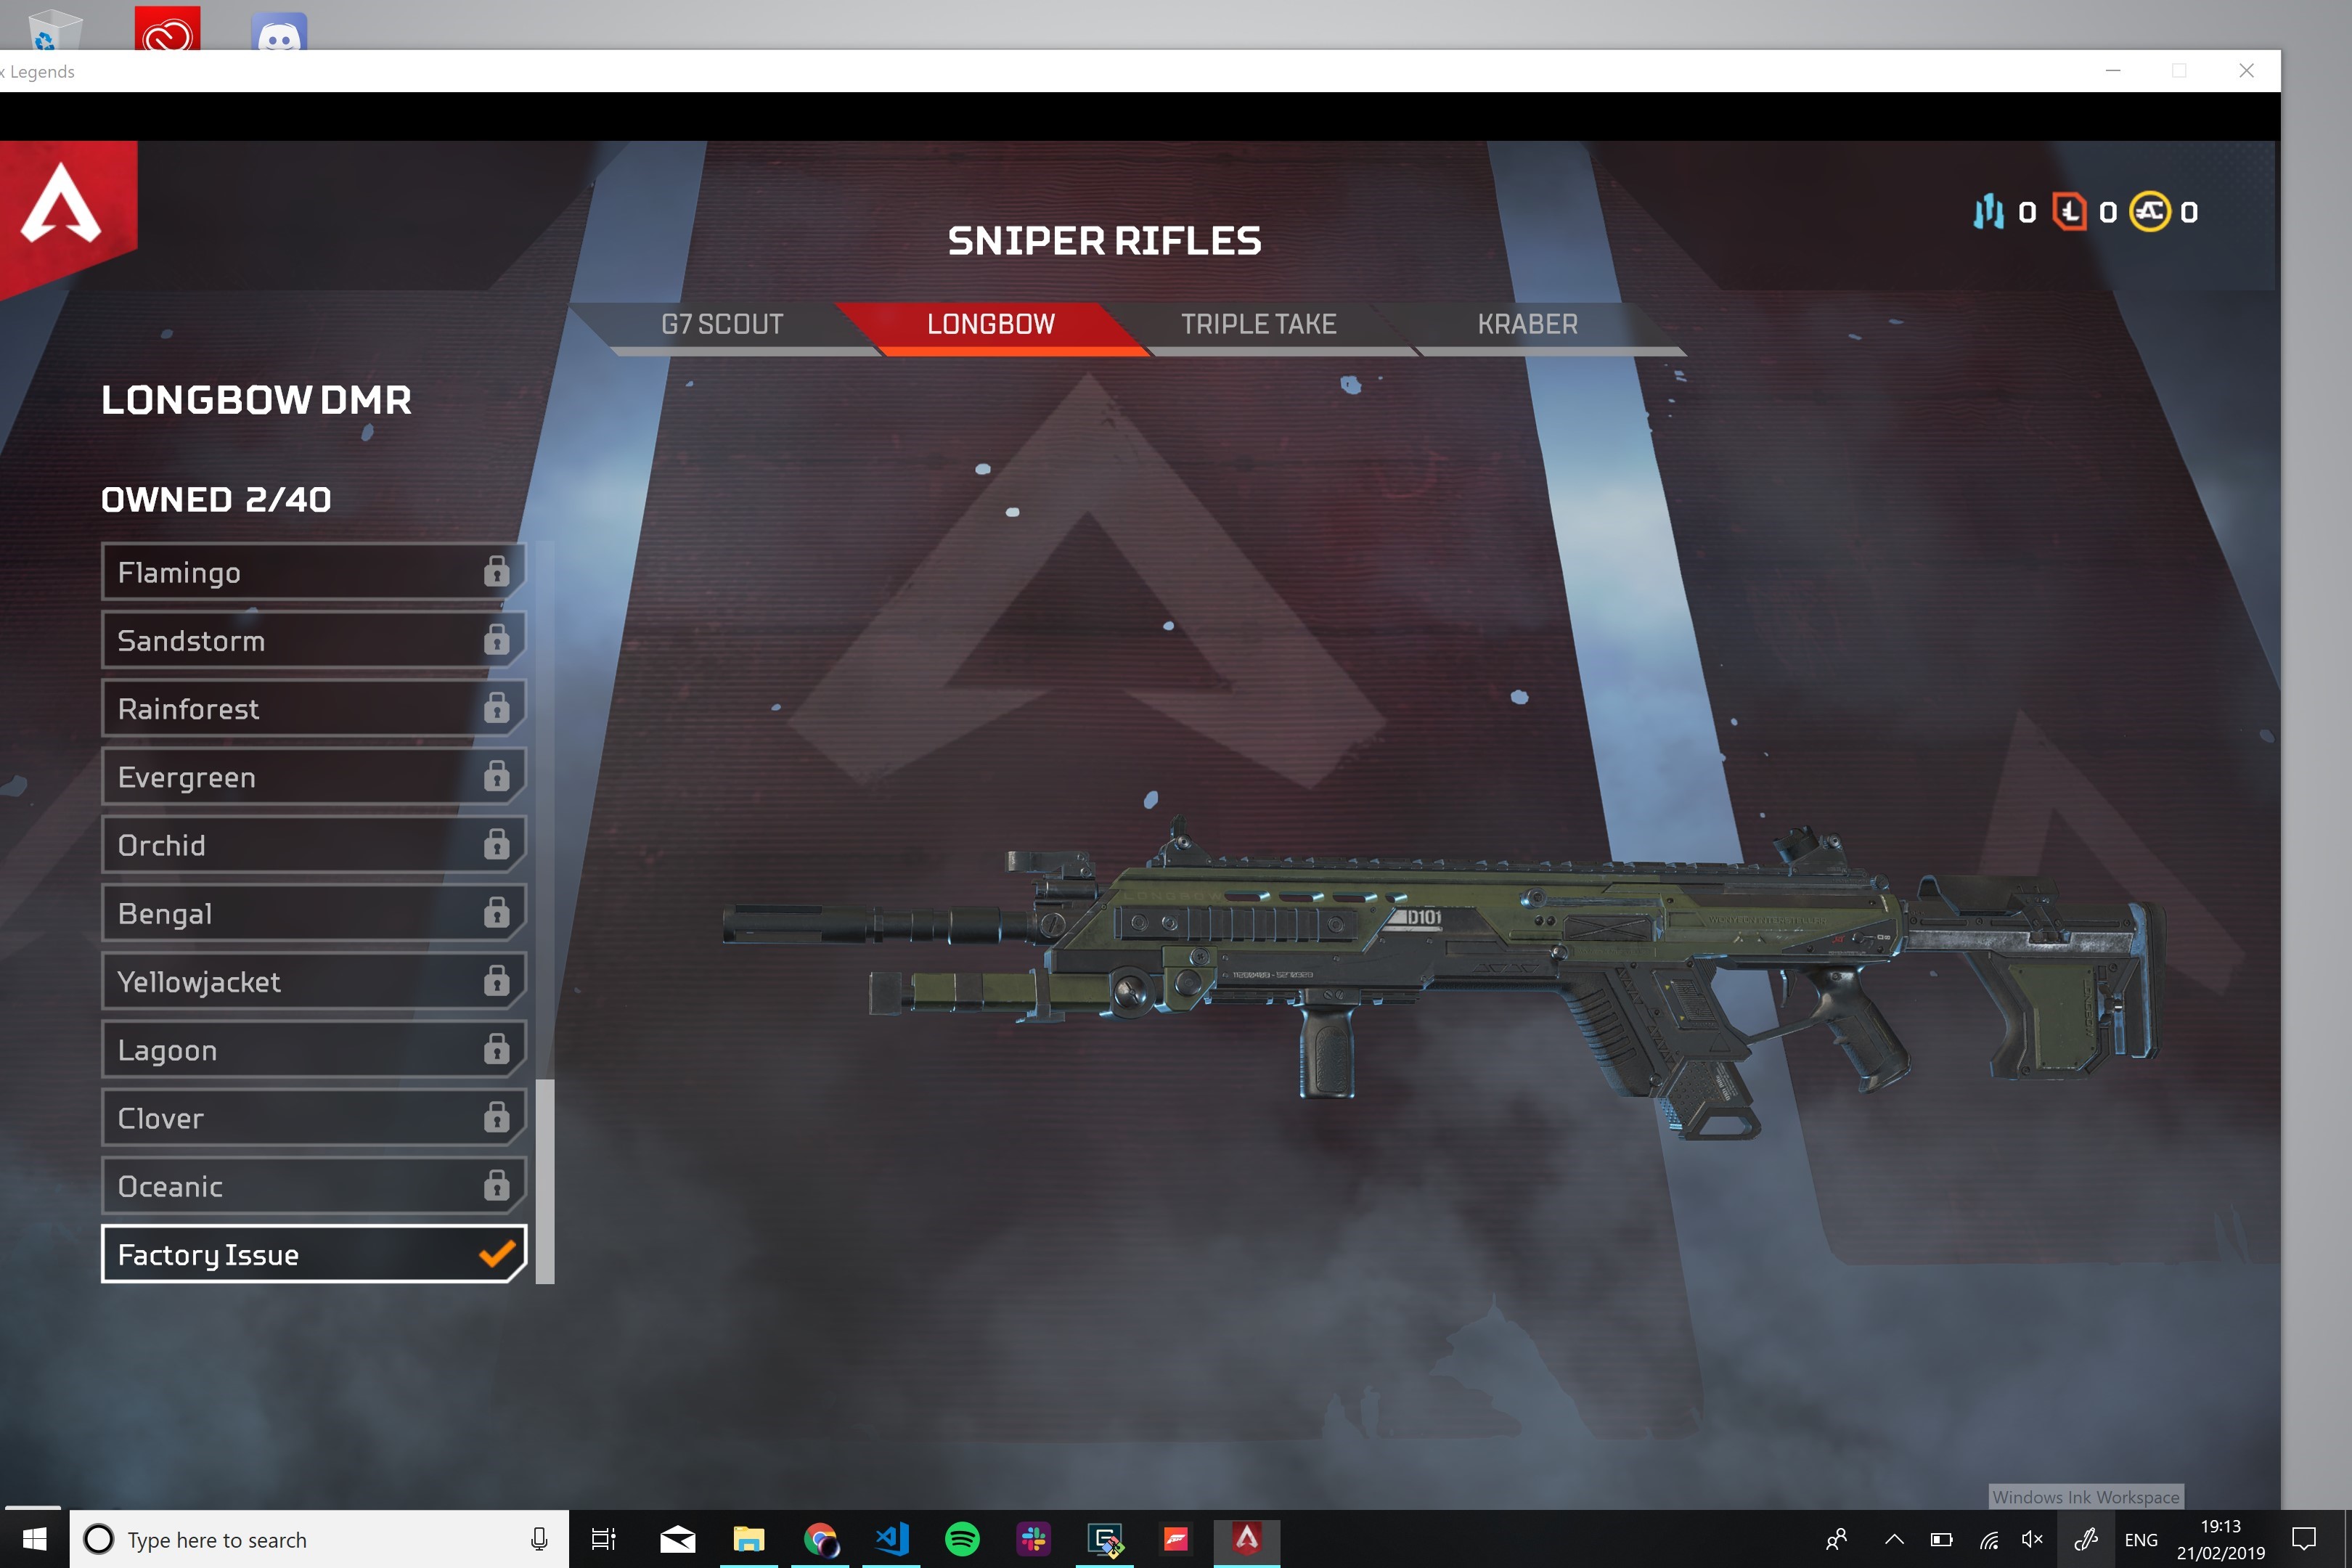 x Legends
0 0 0
SNIPER RIFLES
G7 SCOUT LONGBOW TRIPLE TAKE KRABER
LONGBOW DMR
OWNED 2/40
Flamingo
Sandstorm
Rainforest
Evergreen
Orchid
Bengal
Yellowjacket
Lagoon
Clover
Oceanic
Factory Issue
LONGBOW
D101
Windows Ink Workspace
Type here to search
ENG
19:13
21/02/2019